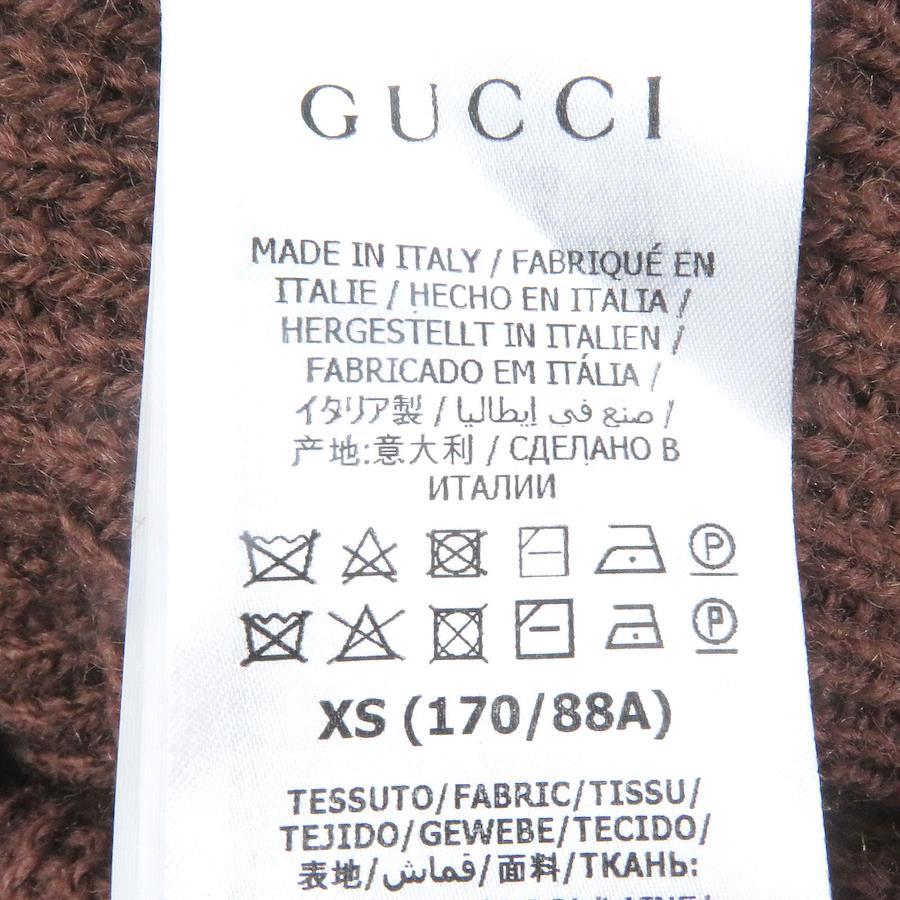 GUCCI
MADE IN ITALY / FABRIQUÉ EN
ITALIE / HECHO EN ITALIA /
HERGESTELLT IN ITALIEN /
FABRICADO EM ITÁLIA /
イタリア製 / صنع في إيطاليا /
产地:意大利 / СДЕЛАНО В
ИТАЛИИ
P
P
XS (170/88A)
TESSUTO/FABRIC/TISSU/
TEJIDO/GEWEBE/TECIDO/
表地/قماش/面料/ТКАНЬ: